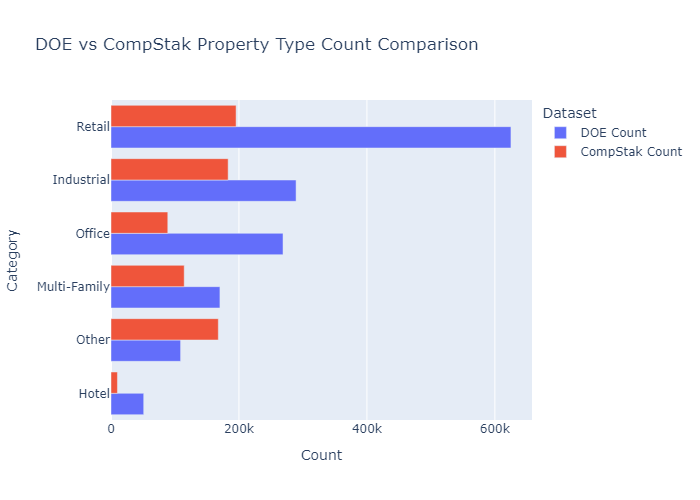 DOE vs CompStak Property Type Count Comparison
Dataset
DOE Count
CompStak Count
Category
Retail
Industrial
Office
Multi-Family
Other
Hotel
0 200k 400k 600k
Count